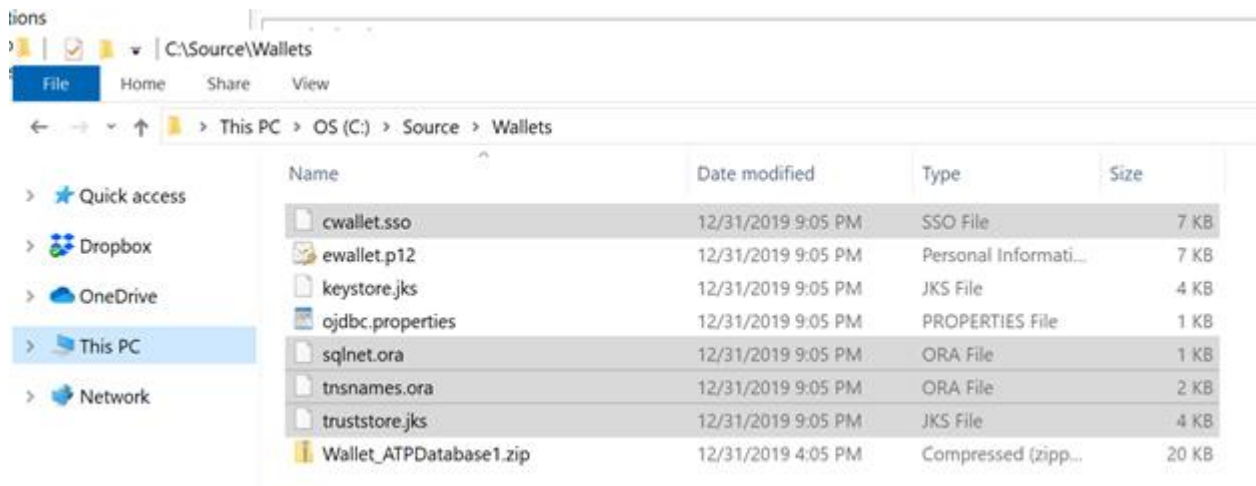 tions
C:\Source\Wallets
File Home Share View
This PC > OS (C:) > Source > Wallets
Name Date modified Type Size
Quick access
Dropbox
OneDrive
This PC
Network
cwallet.sso 12/31/2019 9:05 PM SSO File 7 KB
ewallet.p12 12/31/2019 9:05 PM Personal Informati... 7 KB
keystore.jks 12/31/2019 9:05 PM JKS File 4 KB
ojdbc.properties 12/31/2019 9:05 PM PROPERTIES File 1 KB
sqlnet.ora 12/31/2019 9:05 PM ORA File 1 KB
tnsnames.ora 12/31/2019 9:05 PM ORA File 2 KB
truststore.jks 12/31/2019 9:05 PM JKS File 4 KB
Wallet_ATPDatabase1.zip 12/31/2019 4:05 PM Compressed (zipp... 20 KB